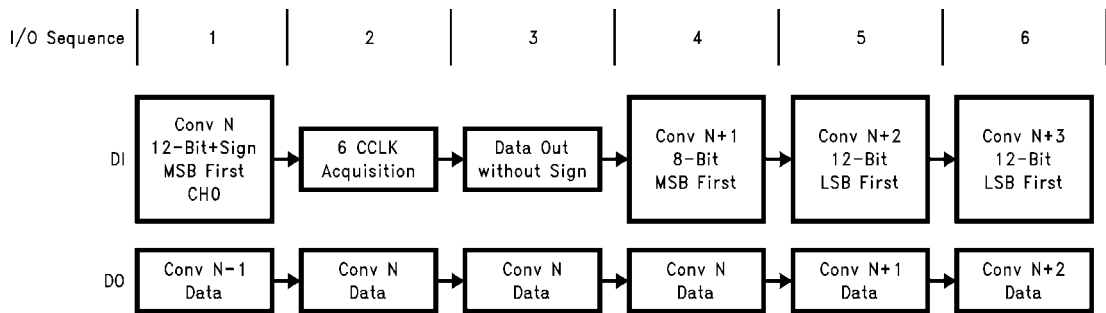 I/O Sequence 1 2 3 4 5 6
DI
Conv N
12-Bit+Sign
MSB First
CH0
6 CCLK
Acquisition
Data Out
without Sign
Conv N+1
8-Bit
MSB First
Conv N+2
12-Bit
LSB First
Conv N+3
12-Bit
LSB First
DO
Conv N-1
Data
Conv N
Data
Conv N
Data
Conv N
Data
Conv N+1
Data
Conv N+2
Data